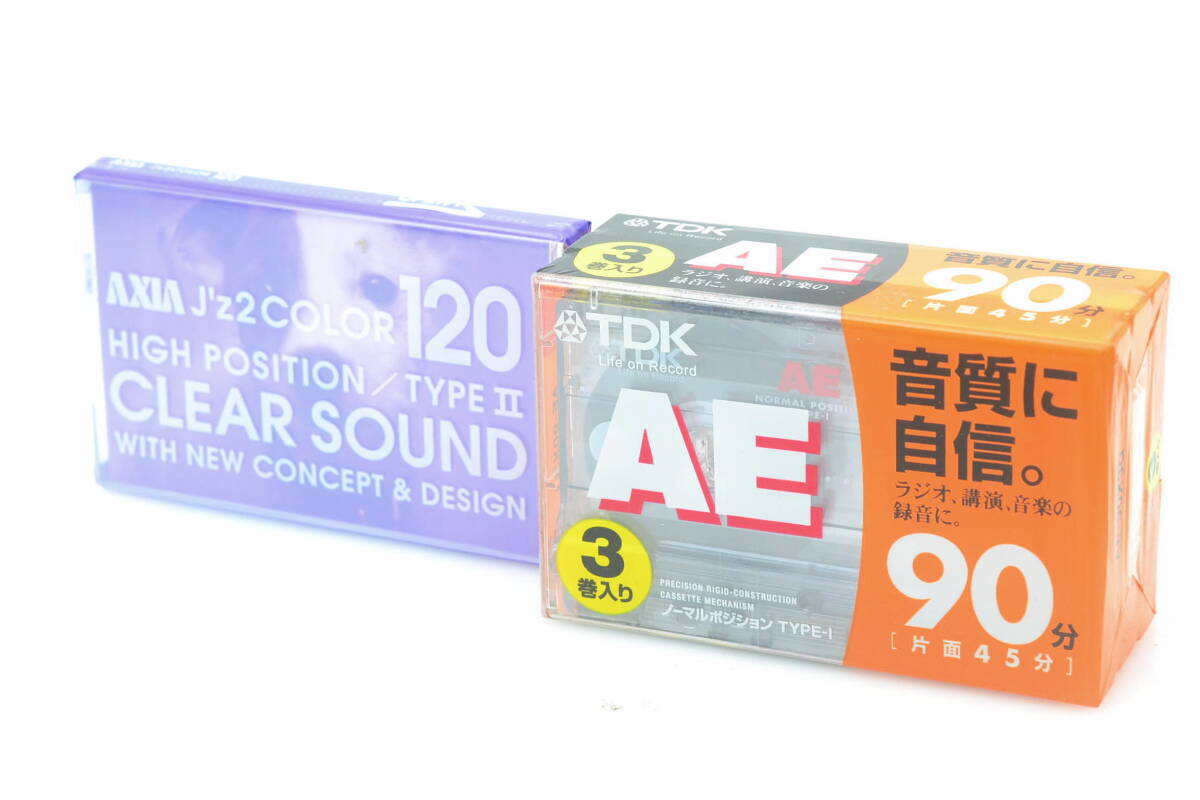 AXIA J'z2 COLOR 120
HIGH POSITION / TYPE II
CLEAR SOUND
WITH NEW CONCEPT & DESIGN
TDK
Life on Record
AE
3
巻入り
ラジオ、講演、音楽の
録音に。
音質に自信。
90分
[片面45分]
TDK
Life on Record
AE
NORMAL POSITI
AE
3
巻入り
PRECISION RIGID-CONSTRUCTION
CASSETTE MECHANISM
ノーマルポジション TYPE-I
音質に
自信。
ラジオ、講演、音楽の
録音に。
90分
[片面45分]